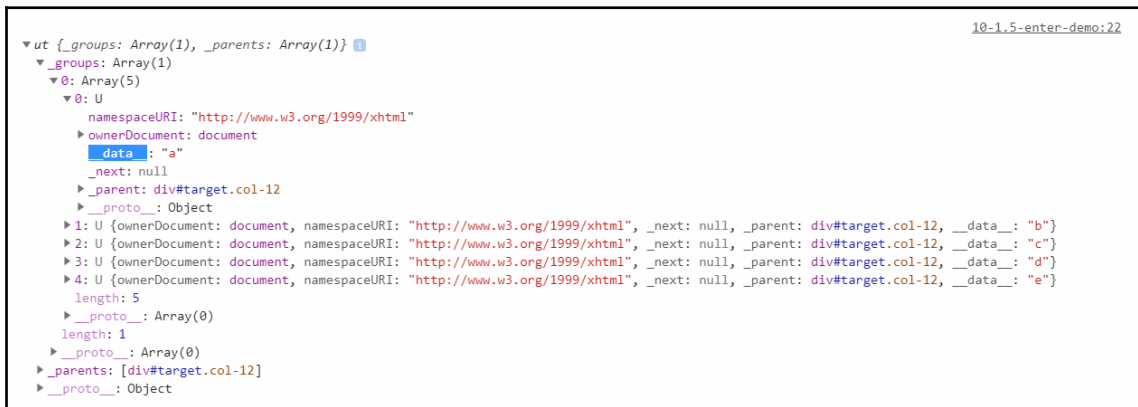 10-1.5-enter-demo:22
▼ut {_groups: Array(1), _parents: Array(1)} i
▼_groups: Array(1)
▼0: Array(5)
▼0: U
namespaceURI: "http://www.w3.org/1999/xhtml"
▶ownerDocument: document
__data__: "a"
_next: null
▶_parent: div#target.col-12
▶__proto__: Object
▶1: U {ownerDocument: document, namespaceURI: "http://www.w3.org/1999/xhtml", _next: null, _parent: div#target.col-12, __data__: "b"}
▶2: U {ownerDocument: document, namespaceURI: "http://www.w3.org/1999/xhtml", _next: null, _parent: div#target.col-12, __data__: "c"}
▶3: U {ownerDocument: document, namespaceURI: "http://www.w3.org/1999/xhtml", _next: null, _parent: div#target.col-12, __data__: "d"}
▶4: U {ownerDocument: document, namespaceURI: "http://www.w3.org/1999/xhtml", _next: null, _parent: div#target.col-12, __data__: "e"}
length: 5
▶__proto__: Array(0)
length: 1
▶__proto__: Array(0)
▶_parents: [div#target.col-12]
▶__proto__: Object